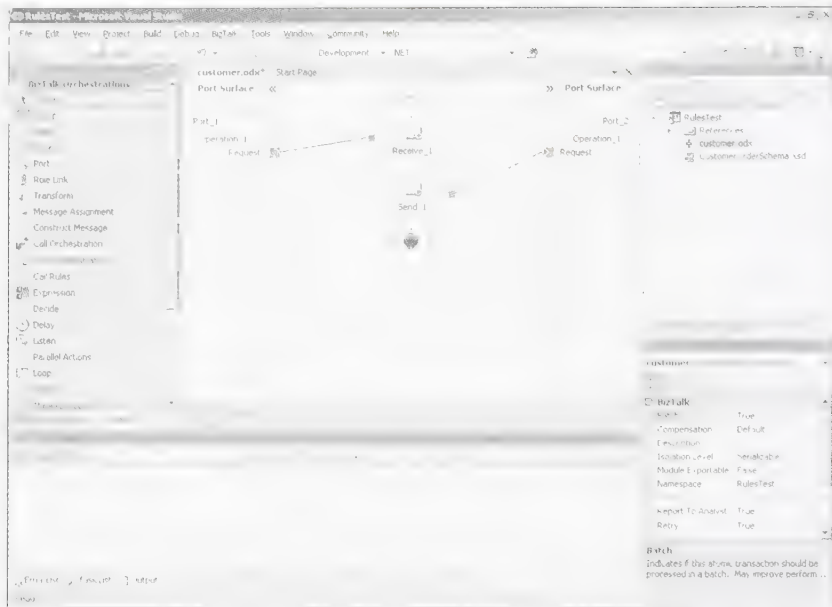 RulesTest - Microsoft Visual Studio
File Edit View Project Build Debug BizTalk Tools Window Community Help
Development .NET
customer.odx* Start Page
BizTalk Orchestrations
Port Surface Port Surface
Port_1
Operation_1
Request
Receive_1
Send_1
Port_2
Operation_1
Request
Port
Role Link
Transform
Message Assignment
Construct Message
Call Orchestration
Expression
Decide
Delay
Listen
Parallel Actions
Loop
RulesTest
References
customer.odx
customer
BizTalk
Batch True
Compensation Default
Description
Isolation Level Serializable
Module Exportable False
Namespace RulesTest
Report To Analyst True
Retry True
Batch
Indicates if this atomic transaction should be
processed in a batch. May improve perform...
Output